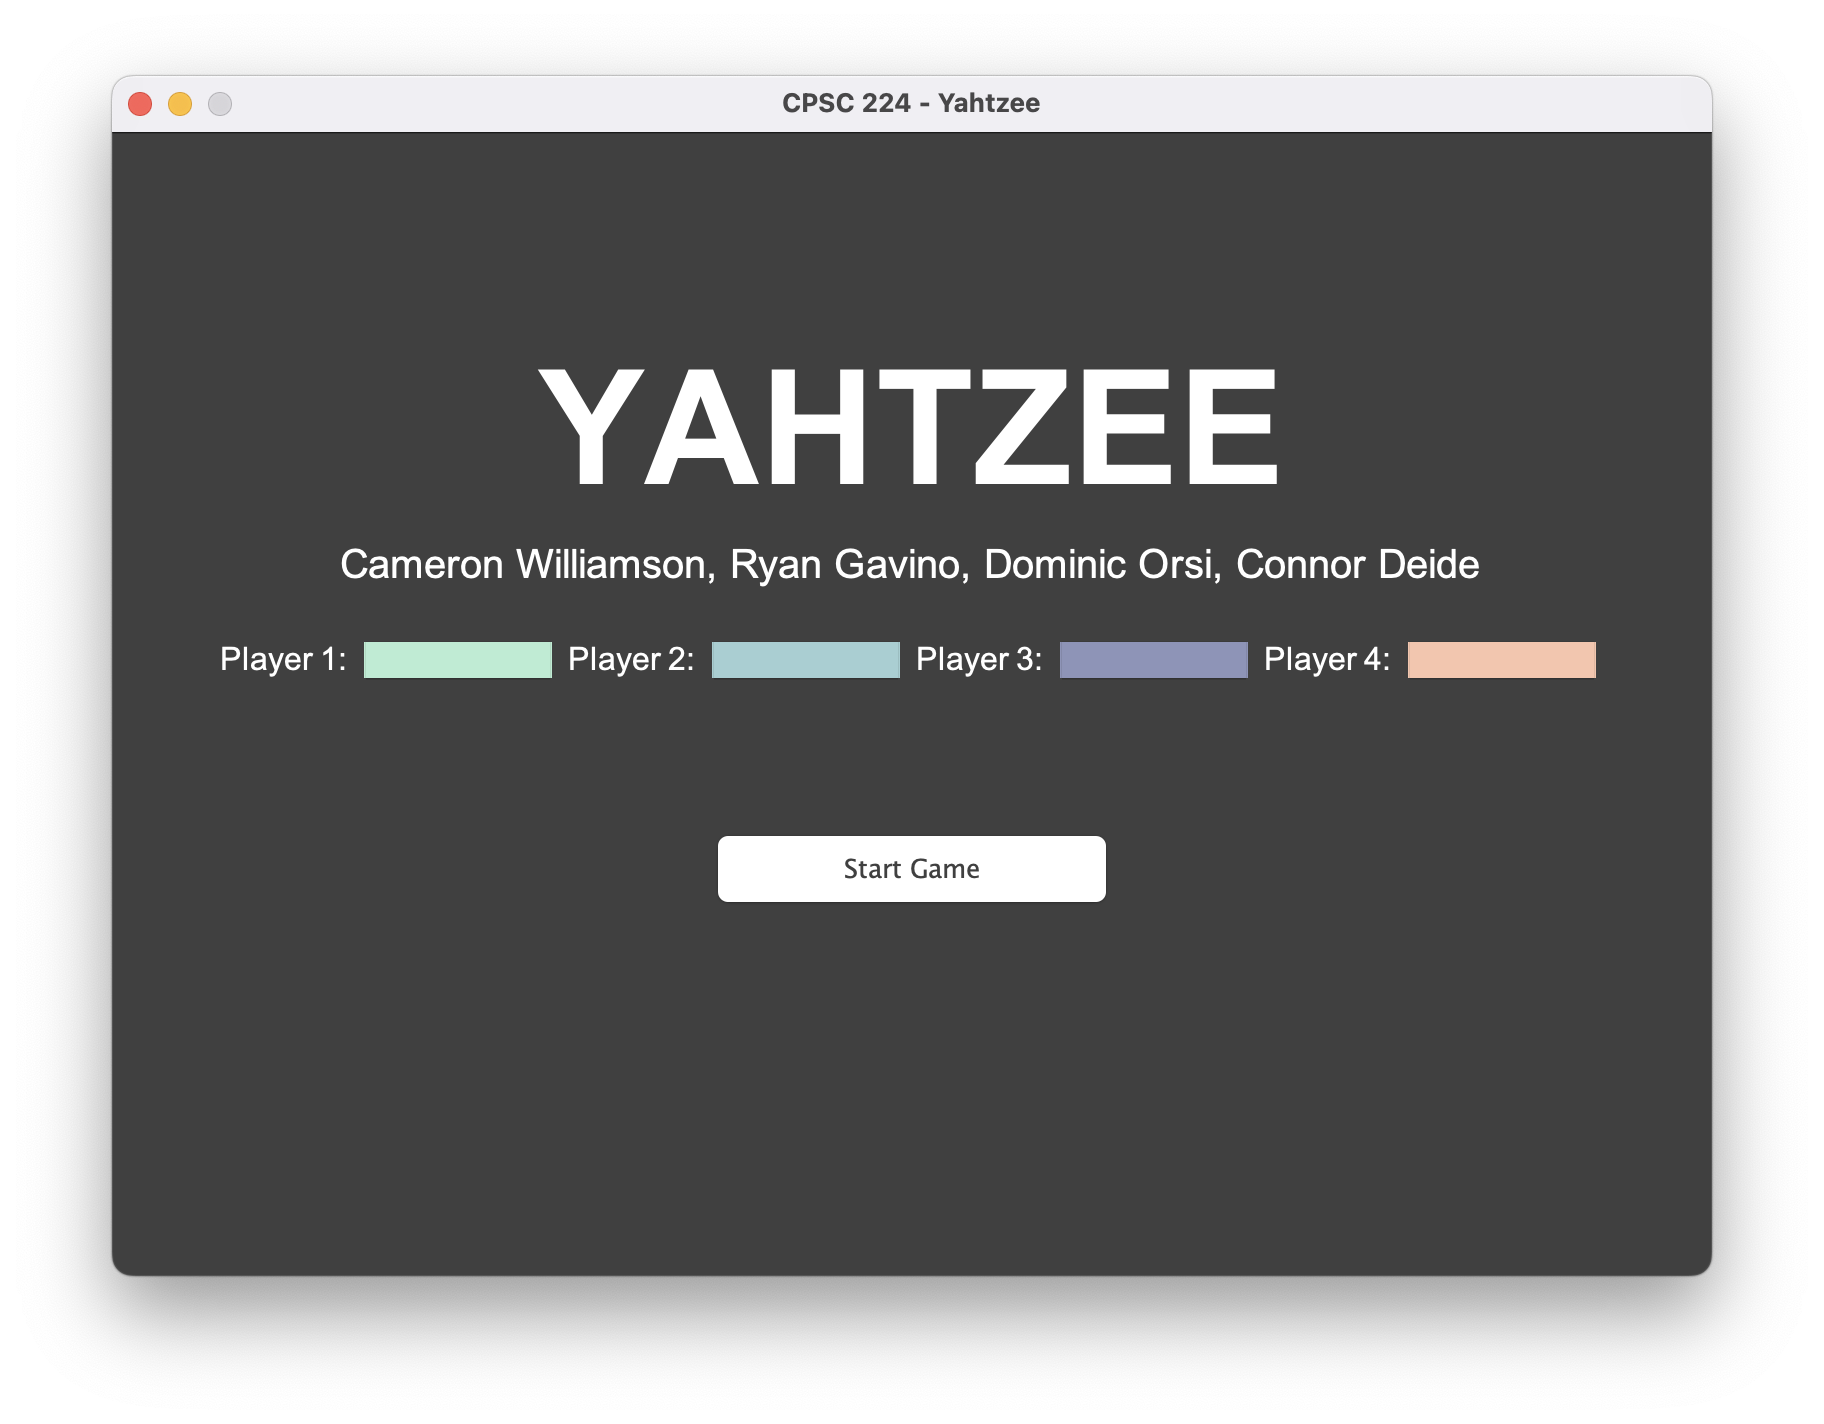 CPSC 224 - Yahtzee
YAHTZEE
Cameron Williamson, Ryan Gavino, Dominic Orsi, Connor Deide
Player 1: Player 2: Player 3: Player 4:
Start Game